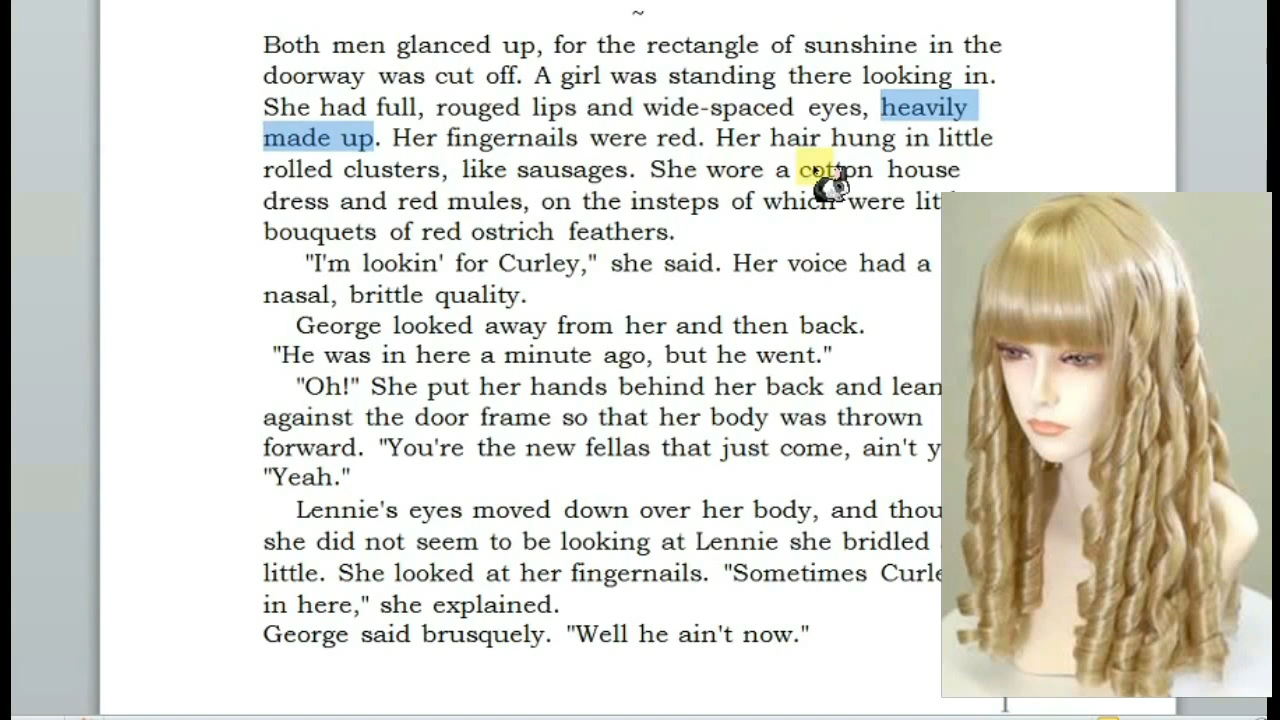 ~
Both men glanced up, for the rectangle of sunshine in the
doorway was cut off. A girl was standing there looking in.
She had full, rouged lips and wide-spaced eyes, heavily
made up. Her fingernails were red. Her hair hung in little
rolled clusters, like sausages. She wore a cotton house
dress and red mules, on the insteps of which were
bouquets of red ostrich feathers.
"I'm lookin' for Curley," she said. Her voice had a
nasal, brittle quality.
George looked away from her and then back.
"He was in here a minute ago, but he went."
"Oh!" She put her hands behind her back and
against the door frame so that her body was thrown
forward. "You're the new fellas that just come, ain't
"Yeah."
Lennie's eyes moved down over her body, and
she did not seem to be looking at Lennie she bridled
little. She looked at her fingernails. "Sometimes
in here," she explained.
George said brusquely. "Well he ain't now."